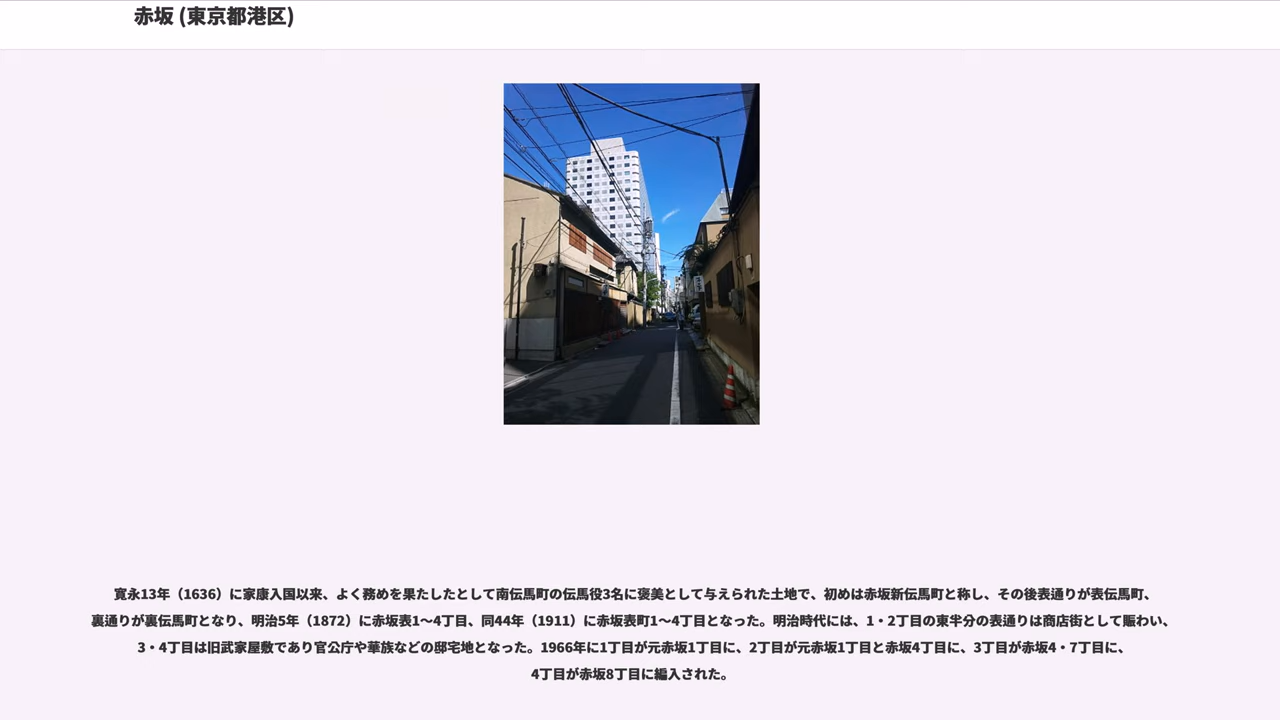 赤坂 (東京都港区)
寛永13年（1636）に家康入国以来、よく務めを果たしたとして南伝馬町の伝馬役3名に褒美として与えられた土地で、初めは赤坂新伝馬町と称し、その後表通りが表伝馬町、
裏通りが裏伝馬町となり、明治5年（1872）に赤坂表1〜4丁目、同44年（1911）に赤坂表町1〜4丁目となった。明治時代には、1・2丁目の東半分の表通りは商店街として賑わい、
3・4丁目は旧武家屋敷であり官公庁や華族などの邸宅地となった。1966年に1丁目が元赤坂1丁目に、2丁目が元赤坂1丁目と赤坂4丁目に、3丁目が赤坂4・7丁目に、
4丁目が赤坂8丁目に編入された。